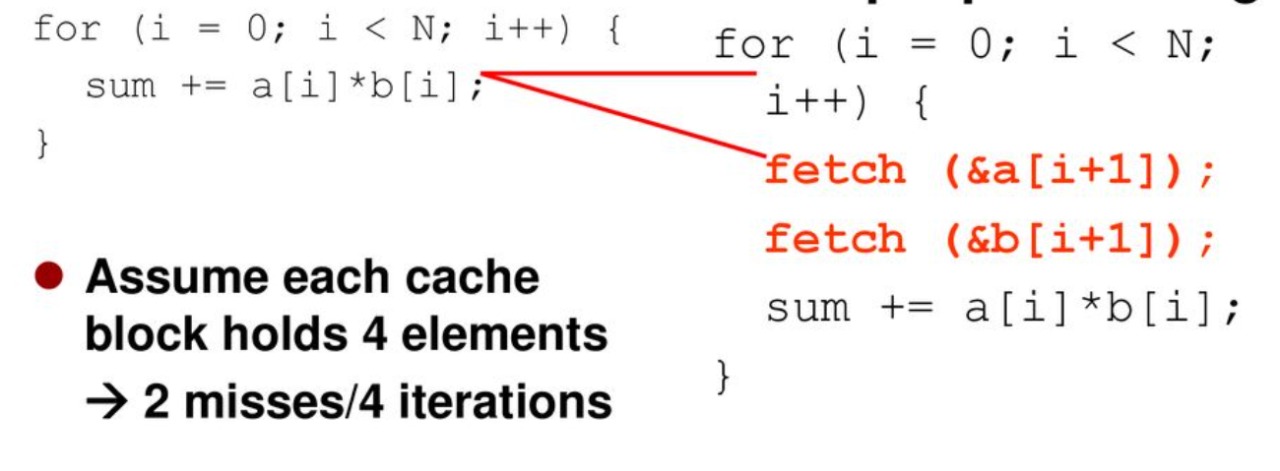 for (i = 0; i < N; i++) {
sum += a[i]*b[i];
}
● Assume each cache
block holds 4 elements
→ 2 misses/4 iterations
for (i = 0; i < N;
i++) {
fetch (&a[i+1]);
fetch (&b[i+1]);
sum += a[i]*b[i];
}